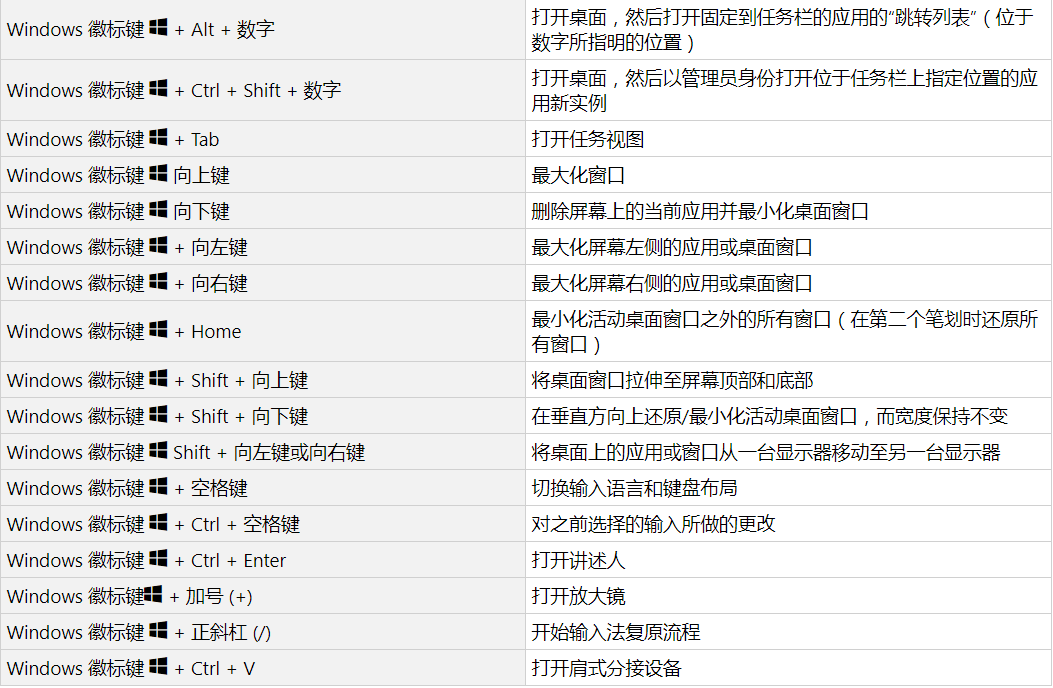 Windows 徽标键 + Alt + 数字
打开桌面，然后打开固定到任务栏的应用的“跳转列表”（位于
数字所指明的位置）
Windows 徽标键 + Ctrl + Shift + 数字
打开桌面，然后以管理员身份打开位于任务栏上指定位置的应
用新实例
Windows 徽标键 + Tab
打开任务视图
Windows 徽标键 向上键
最大化窗口
Windows 徽标键 向下键
删除屏幕上的当前应用并最小化桌面窗口
Windows 徽标键 + 向左键
最大化屏幕左侧的应用或桌面窗口
Windows 徽标键 + 向右键
最大化屏幕右侧的应用或桌面窗口
Windows 徽标键 + Home
最小化活动桌面窗口之外的所有窗口（在第二个笔划时还原所
有窗口）
Windows 徽标键 + Shift + 向上键
将桌面窗口拉伸至屏幕顶部和底部
Windows 徽标键 + Shift + 向下键
在垂直方向上还原/最小化活动桌面窗口，而宽度保持不变
Windows 徽标键 Shift + 向左键或向右键
将桌面上的应用或窗口从一台显示器移动至另一台显示器
Windows 徽标键 + 空格键
切换输入语言和键盘布局
Windows 徽标键 + Ctrl + 空格键
对之前选择的输入所做的更改
Windows 徽标键 + Ctrl + Enter
打开讲述人
Windows 徽标键 + 加号 (+)
打开放大镜
Windows 徽标键 + 正斜杠 (/)
开始输入法复原流程
Windows 徽标键 + Ctrl + V
打开肩式分接设备